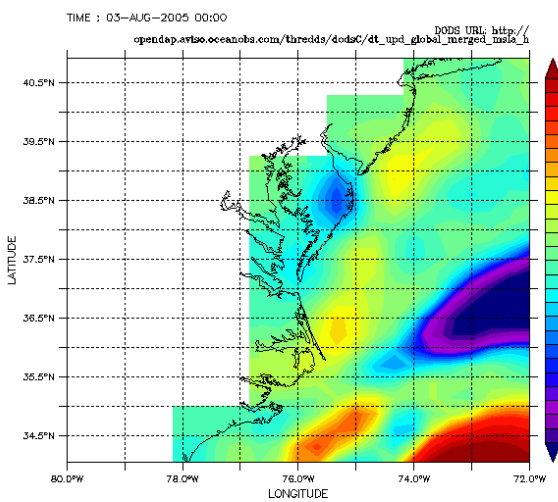 TIME : 03-AUG-2005 00:00
DODS URL: http://
opendap.aviso.oceanobs.com/thredds/dodsC/dt_upd_global_merged_msla_h
40.5°N
39.5°N
38.5°N
37.5°N
36.5°N
35.5°N
34.5°N
LATITUDE
80.0°W 78.0°W 76.0°W 74.0°W 72.0°W
LONGITUDE